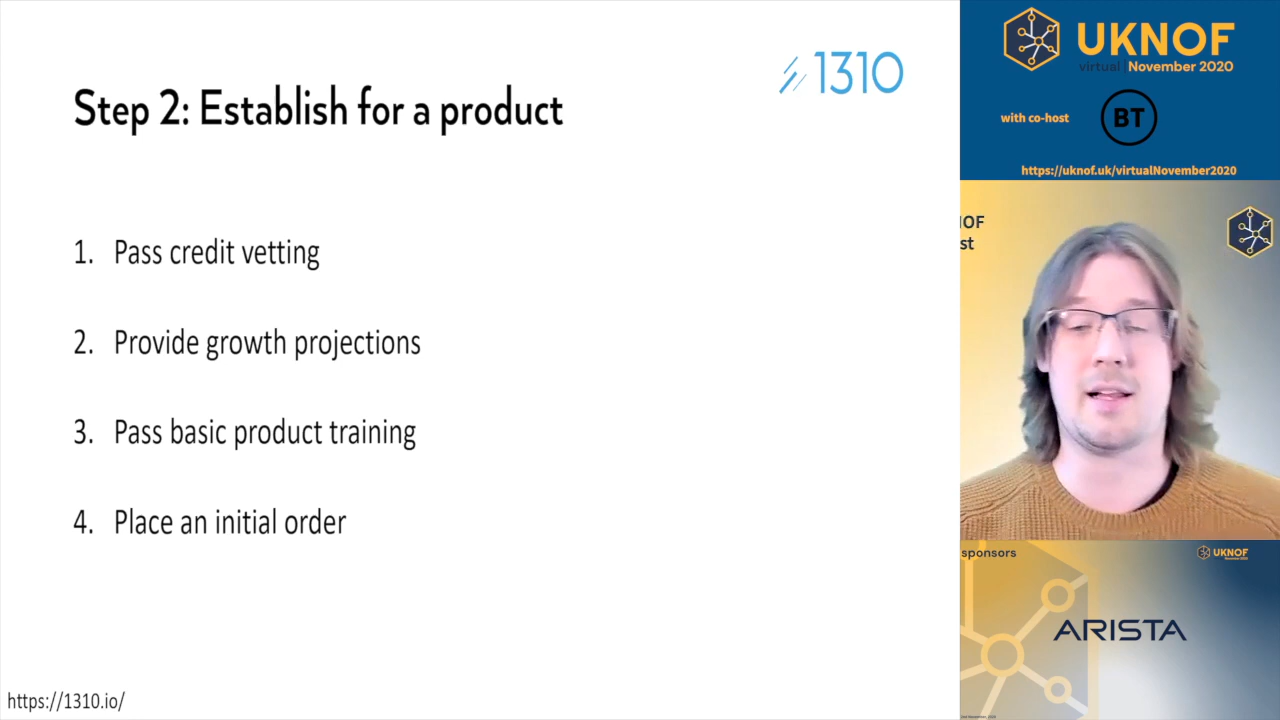 1310
Step 2: Establish for a product
1. Pass credit vetting
2. Provide growth projections
3. Pass basic product training
4. Place an initial order
https://1310.io/
UKNOF
virtual | November 2020
with co-host
BT
https://uknof.uk/virtualNovember2020
sponsors
UKNOF
ARISTA